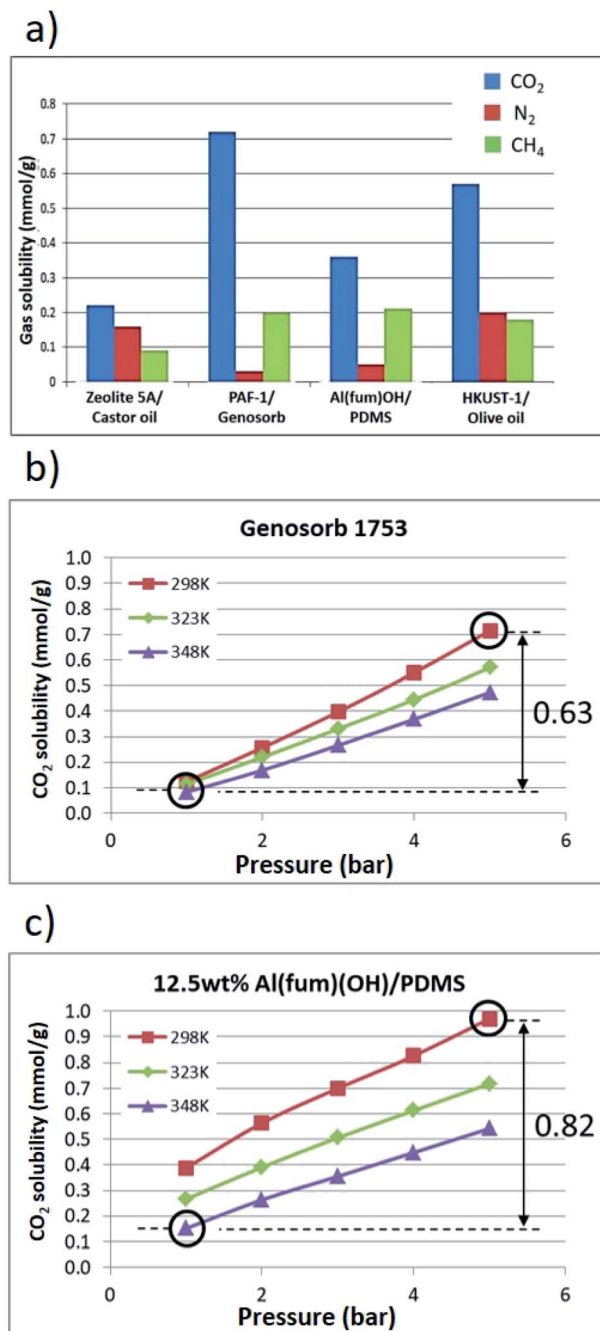 a)
CO₂
N₂
CH₄
Gas solubility (mmol/g)
0.8
0.7
0.6
0.5
0.4
0.3
0.2
0.1
0
Zeolite 5A/
Castor oil
PAF-1/
Genosorb
Al(fum)OH/
PDMS
HKUST-1/
Olive oil
b)
Genosorb 1753
CO₂ solubility (mmol/g)
1.0
0.9
0.8
0.7
0.6
0.5
0.4
0.3
0.2
0.1
0.0
298K
323K
348K
0.63
0 2 4 6
Pressure (bar)
c)
12.5wt% Al(fum)(OH)/PDMS
CO₂ solubility (mmol/g)
1.0
0.9
0.8
0.7
0.6
0.5
0.4
0.3
0.2
0.1
0.0
298K
323K
348K
0.82
0 2 4 6
Pressure (bar)